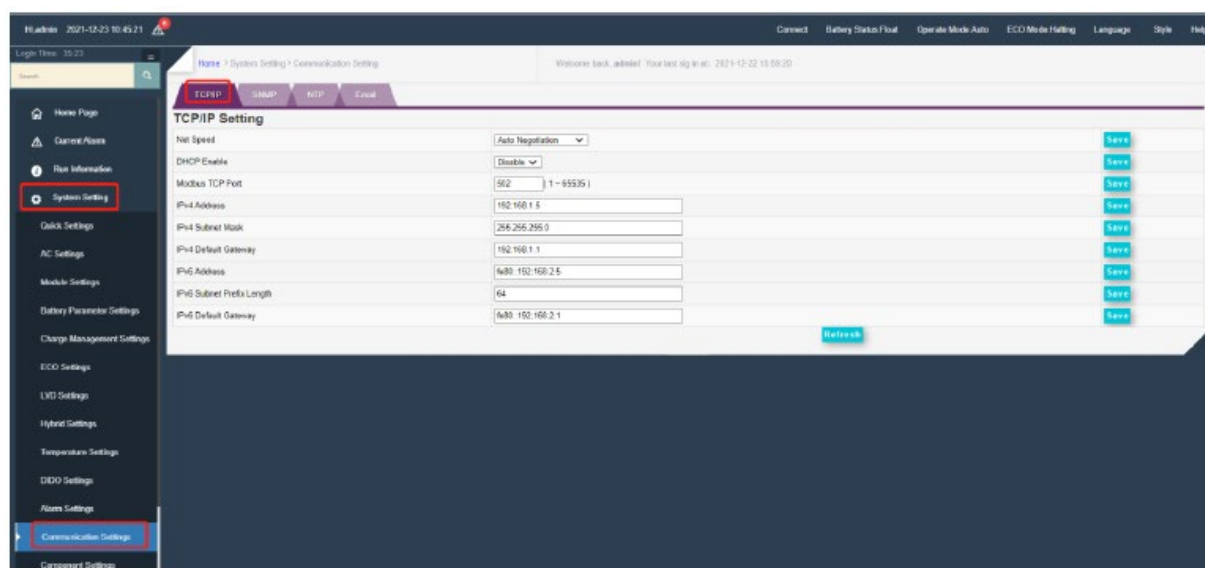 Hi,admin 2021-12-23 10:45:21 6 Connect Battery Status:Float Operate Mode:Auto ECO Mode:Halting Language Style Help
Login Time: 35:23
Search
Home > System Setting > Communication Setting Welcome back, admin! Your last sign in at: 2021-12-22 18:59:20
TCP/IP SNMP NTP Email
TCP/IP Setting
Net Speed Auto Negotiation Save
DHCP Enable Disable Save
Modbus TCP Port 502 ( 1 ~ 65535 ) Save
IPv4 Address 192.168.1.5 Save
IPv4 Subnet Mask 255.255.255.0 Save
IPv4 Default Gateway 192.168.1.1 Save
IPv6 Address fe80::192:168:2:5 Save
IPv6 Subnet Prefix Length 64 Save
IPv6 Default Gateway fe80::192:168:2:1 Save
Refresh
Home Page
Current Alarm
Run Information
System Setting
Quick Settings
AC Settings
Module Settings
Battery Parameter Settings
Charge Management Settings
ECO Settings
LVD Settings
Hybrid Settings
Temperature Settings
DIDO Settings
Alarm Settings
Communication Settings
Component Settings